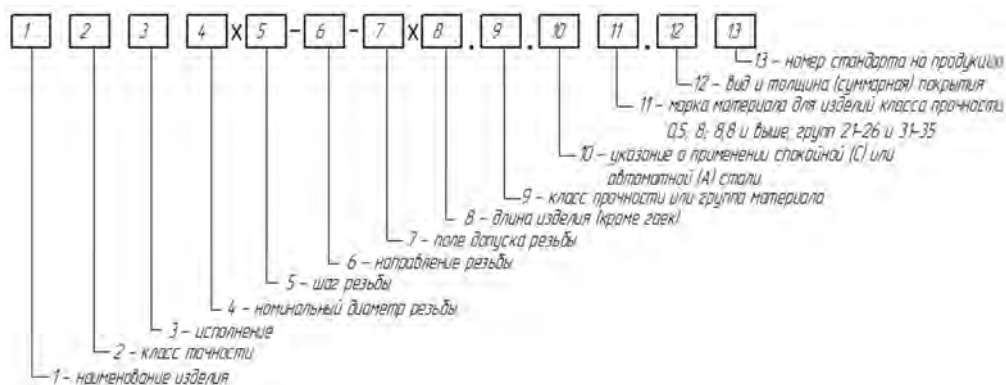 1 2 3 4 x 5 - 6 - 7 x 8 . 9 . 10 11 . 12 13
13 - номер стандарта на продукцию
12 - вид и толщина (суммарная) покрытия
11 - марка материала для изделий класса прочности
0,5; 8; 8,8 и выше, групп 21-26 и 31-35
10 - указание о применении спокойной (С) или
автоматной (А) стали
9 - класс прочности или группа материала
8 - длина изделия (кроме гаек)
7 - поле допуска резьбы
6 - направление резьбы
5 - шаг резьбы
4 - номинальный диаметр резьбы
3 - исполнение
2 - класс точности
1 - наименование изделия